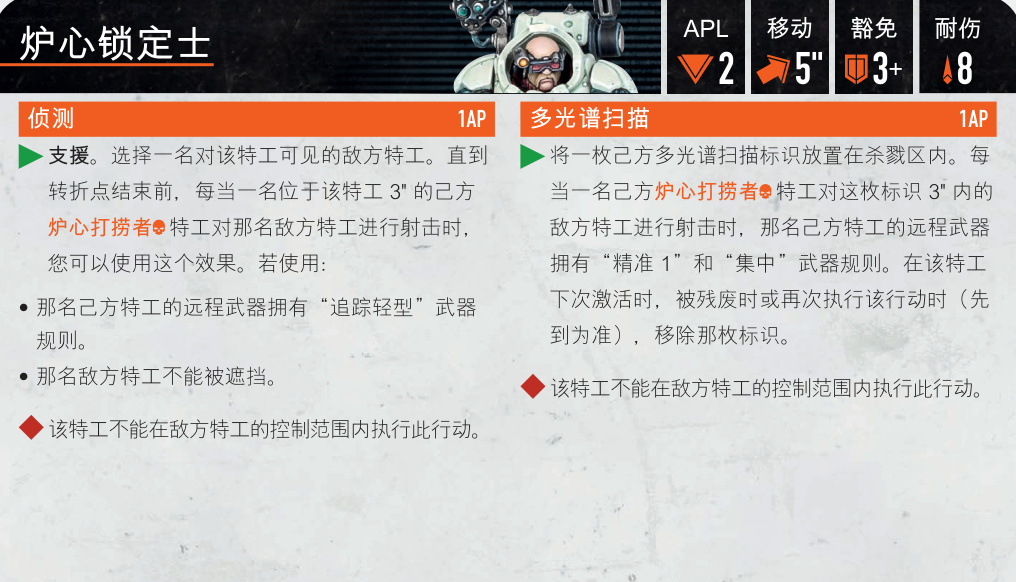 炉心锁定士
APL 移动 豁免 耐伤
2 5" 3+ 8
侦测 1AP
支援。选择一名对该特工可见的敌方特工。直到
转折点结束前，每当一名位于该特工 3" 的己方
炉心打捞者特工对那名敌方特工进行射击时，
您可以使用这个效果。若使用:
• 那名己方特工的远程武器拥有“追踪轻型”武器
规则。
• 那名敌方特工不能被遮挡。
该特工不能在敌方特工的控制范围内执行此行动。
多光谱扫描 1AP
将一枚己方多光谱扫描标识放置在杀戮区内。每
当一名己方炉心打捞者特工对这枚标识 3" 内的
敌方特工进行射击时，那名己方特工的远程武器
拥有“精准 1”和“集中”武器规则。在该特工
下次激活时，被残废时或再次执行该行动时（先
到为准），移除那枚标识。
该特工不能在敌方特工的控制范围内执行此行动。